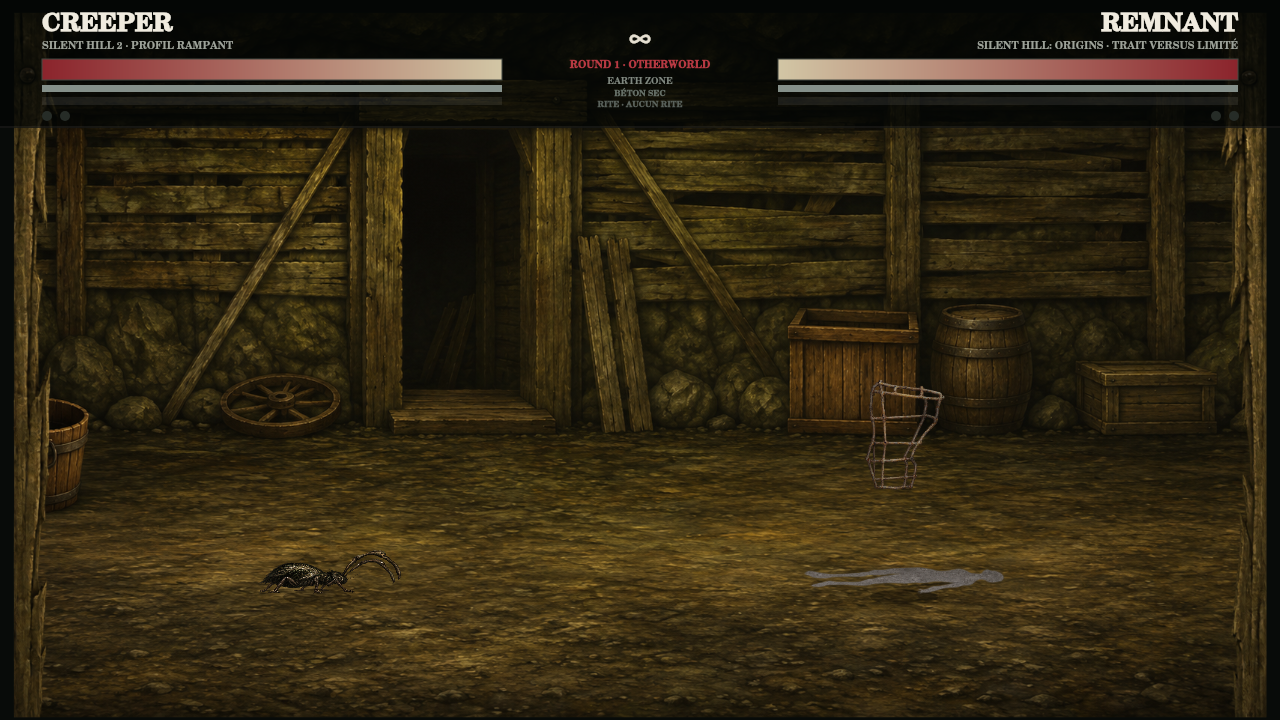 CREEPER
SILENT HILL 2 · PROFIL RAMPANT
∞
ROUND 1 · OTHERWORLD
EARTH ZONE
BÉTON SEC
RITE · AUCUN RITE
REMNANT
SILENT HILL: ORIGINS · TRAIT VERSUS LIMITÉ